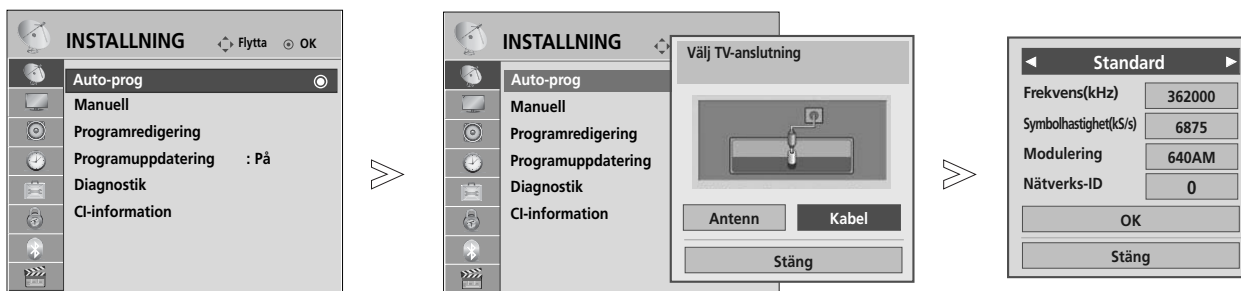 INSTALLNING Flytta OK
Auto-prog
Manuell
Programredigering
Programuppdatering : På
Diagnostik
CI-information
INSTALLNING
Auto-prog
Manuell
Programredigering
Programuppdatering
Diagnostik
CI-information
Välj TV-anslutning
Antenn Kabel
Stäng
Standard
Frekvens(kHz) 362000
Symbolhastighet(kS/s) 6875
Modulering 640AM
Nätverks-ID 0
OK
Stäng